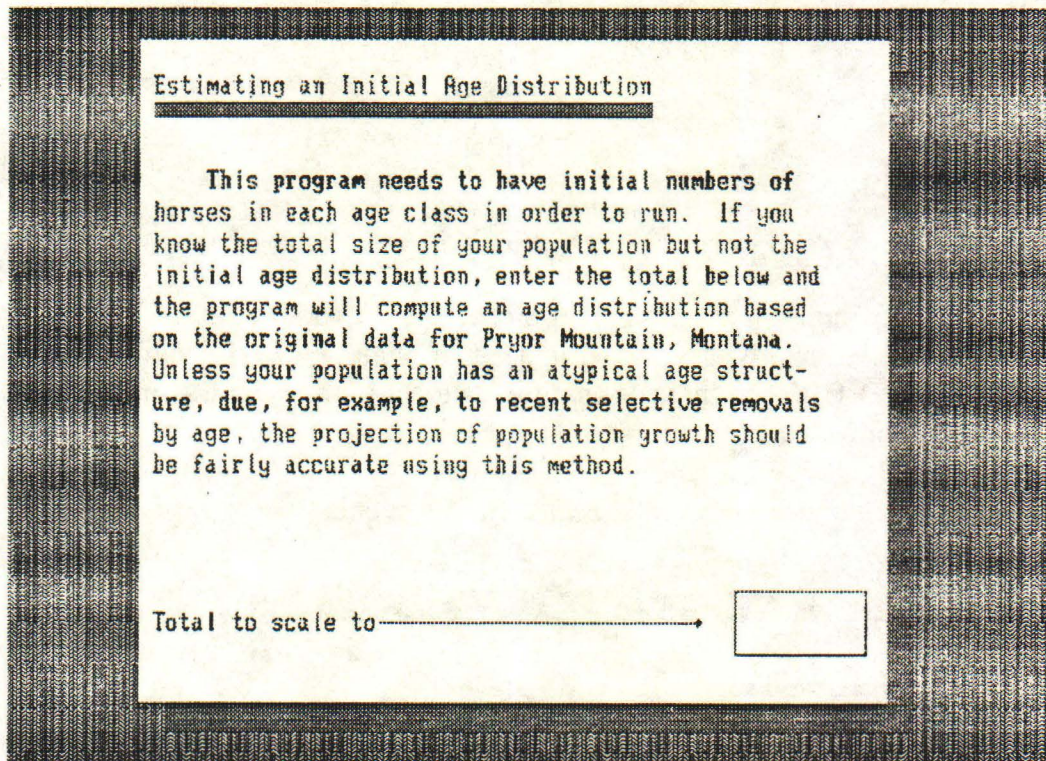 Estimating an Initial Age Distribution
This program needs to have initial numbers of
horses in each age class in order to run. If you
know the total size of your population but not the
initial age distribution, enter the total below and
the program will compute an age distribution based
on the original data for Pryor Mountain, Montana.
Unless your population has an atypical age struct-
ure, due, for example, to recent selective removals
by age, the projection of population growth should
be fairly accurate using this method.
Total to scale to